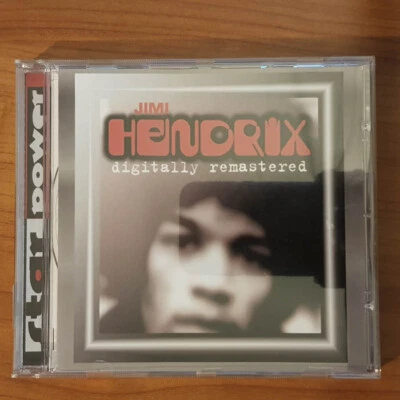 JIMI
HENDRIX
digitally remastered
star power